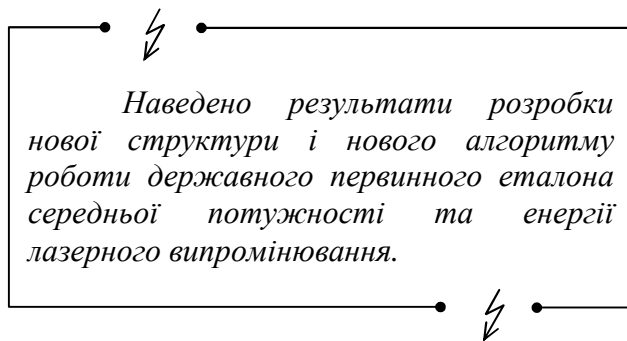 Наведено результати розробки
нової структури і нового алгоритму
роботи державного первинного еталона
середньої потужності та енергії
лазерного випромінювання.